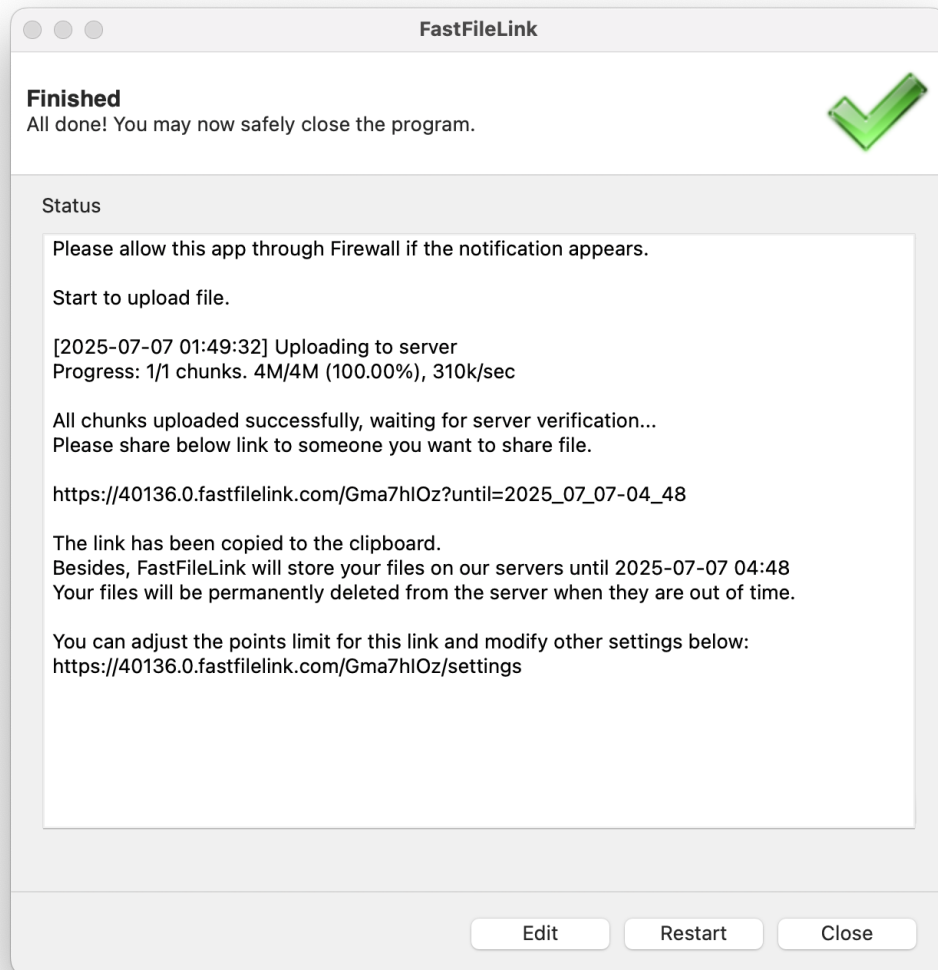 FastFileLink
Finished
All done! You may now safely close the program.
Status
Please allow this app through Firewall if the notification appears.
Start to upload file.
[2025-07-07 01:49:32] Uploading to server
Progress: 1/1 chunks. 4M/4M (100.00%), 310k/sec
All chunks uploaded successfully, waiting for server verification...
Please share below link to someone you want to share file.
https://40136.0.fastfilelink.com/Gma7hIOz?until=2025_07_07-04_48
The link has been copied to the clipboard.
Besides, FastFileLink will store your files on our servers until 2025-07-07 04:48
Your files will be permanently deleted from the server when they are out of time.
You can adjust the points limit for this link and modify other settings below:
https://40136.0.fastfilelink.com/Gma7hIOz/settings
Edit
Restart
Close